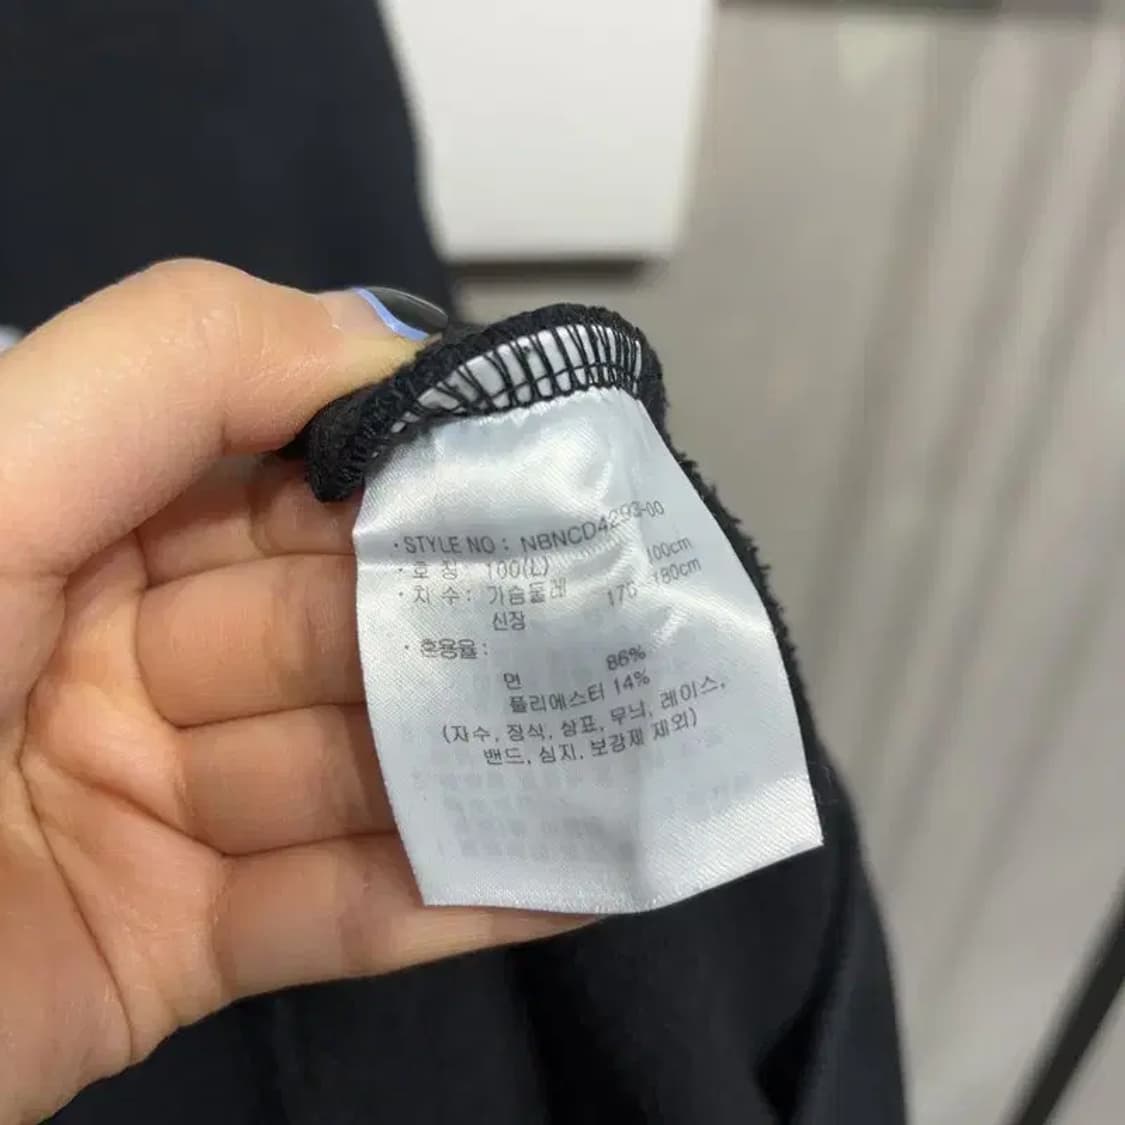 · STYLE NO : NBNCD4293-00
· 호 칭 100(L)
· 치 수 : 가슴둘레 100cm
신장 175 180cm
· 혼용율 :
면 86%
폴리에스터 14%
(자수, 장식, 상표, 무늬, 레이스,
밴드, 심지, 보강재 제외)